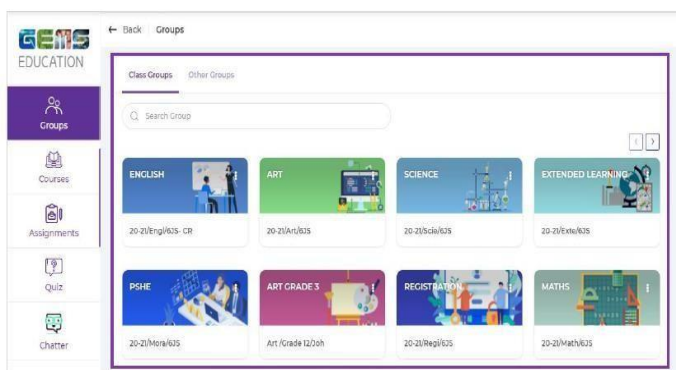 GEMS
EDUCATION
← Back Groups
Groups
Courses
Assignments
Quiz
Chatter
Class Groups Other Groups
Search Group
ENGLISH
20-21/Engl/6JS- CR
ART
20-21/Art/6JS
SCIENCE
20-21/Scie/6JS
EXTENDED LEARNING
20-21/Exte/6JS
PSHE
20-21/Mora/6JS
ART GRADE 3
Art /Grade 12/Joh
REGISTRATION
20-21/Regi/6JS
MATHS
20-21/Math/6JS